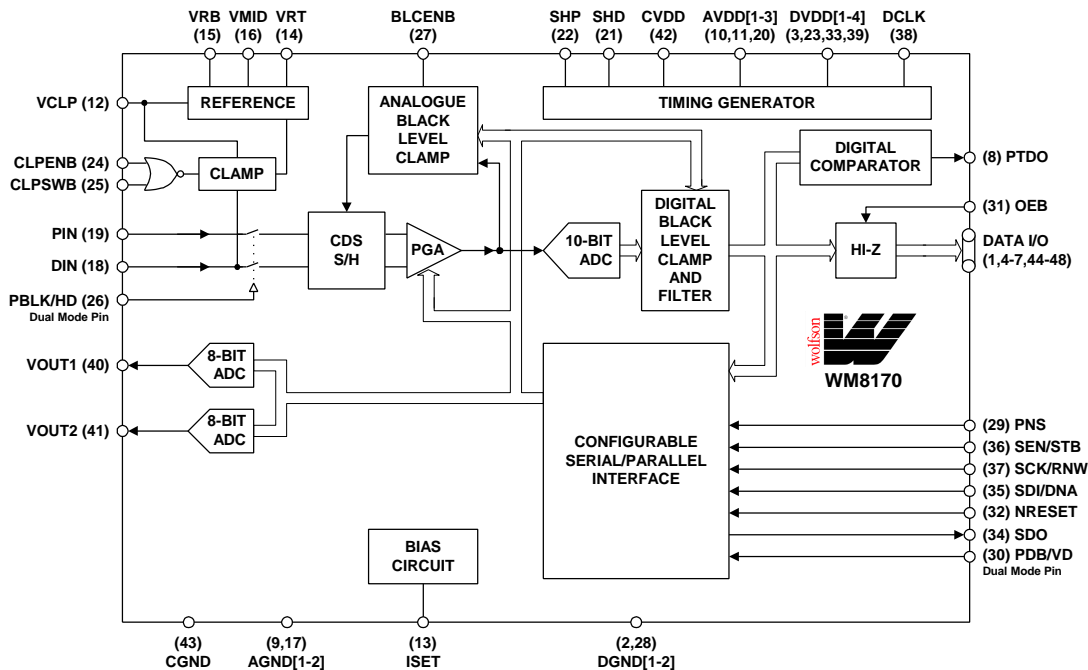 VRB VMID VRT
(15) (16) (14)
BLCENB
(27)
SHP SHD CVDD AVDD[1-3] DVDD[1-4] DCLK
(22) (21) (42) (10,11,20) (3,23,33,39) (38)
VCLP (12)
REFERENCE
ANALOGUE
BLACK
LEVEL
CLAMP
TIMING GENERATOR
CLPENB (24)
CLPSWB (25)
CLAMP
DIGITAL
COMPARATOR
(8) PTDO
PIN (19)
DIN (18)
PBLK/HD (26)
Dual Mode Pin
CDS
S/H
PGA
10-BIT
ADC
DIGITAL
BLACK
LEVEL
CLAMP
AND
FILTER
HI-Z
(31) OEB
DATA I/O
(1,4-7,44-48)
wolfson
®
WM8170
VOUT1 (40)
8-BIT
ADC
VOUT2 (41)
8-BIT
ADC
CONFIGURABLE
SERIAL/PARALLEL
INTERFACE
(29) PNS
(36) SEN/STB
(37) SCK/RNW
(35) SDI/DNA
(32) NRESET
(34) SDO
(30) PDB/VD
Dual Mode Pin
BIAS
CIRCUIT
(43) (9,17) (13) (2,28)
CGND AGND[1-2] ISET DGND[1-2]